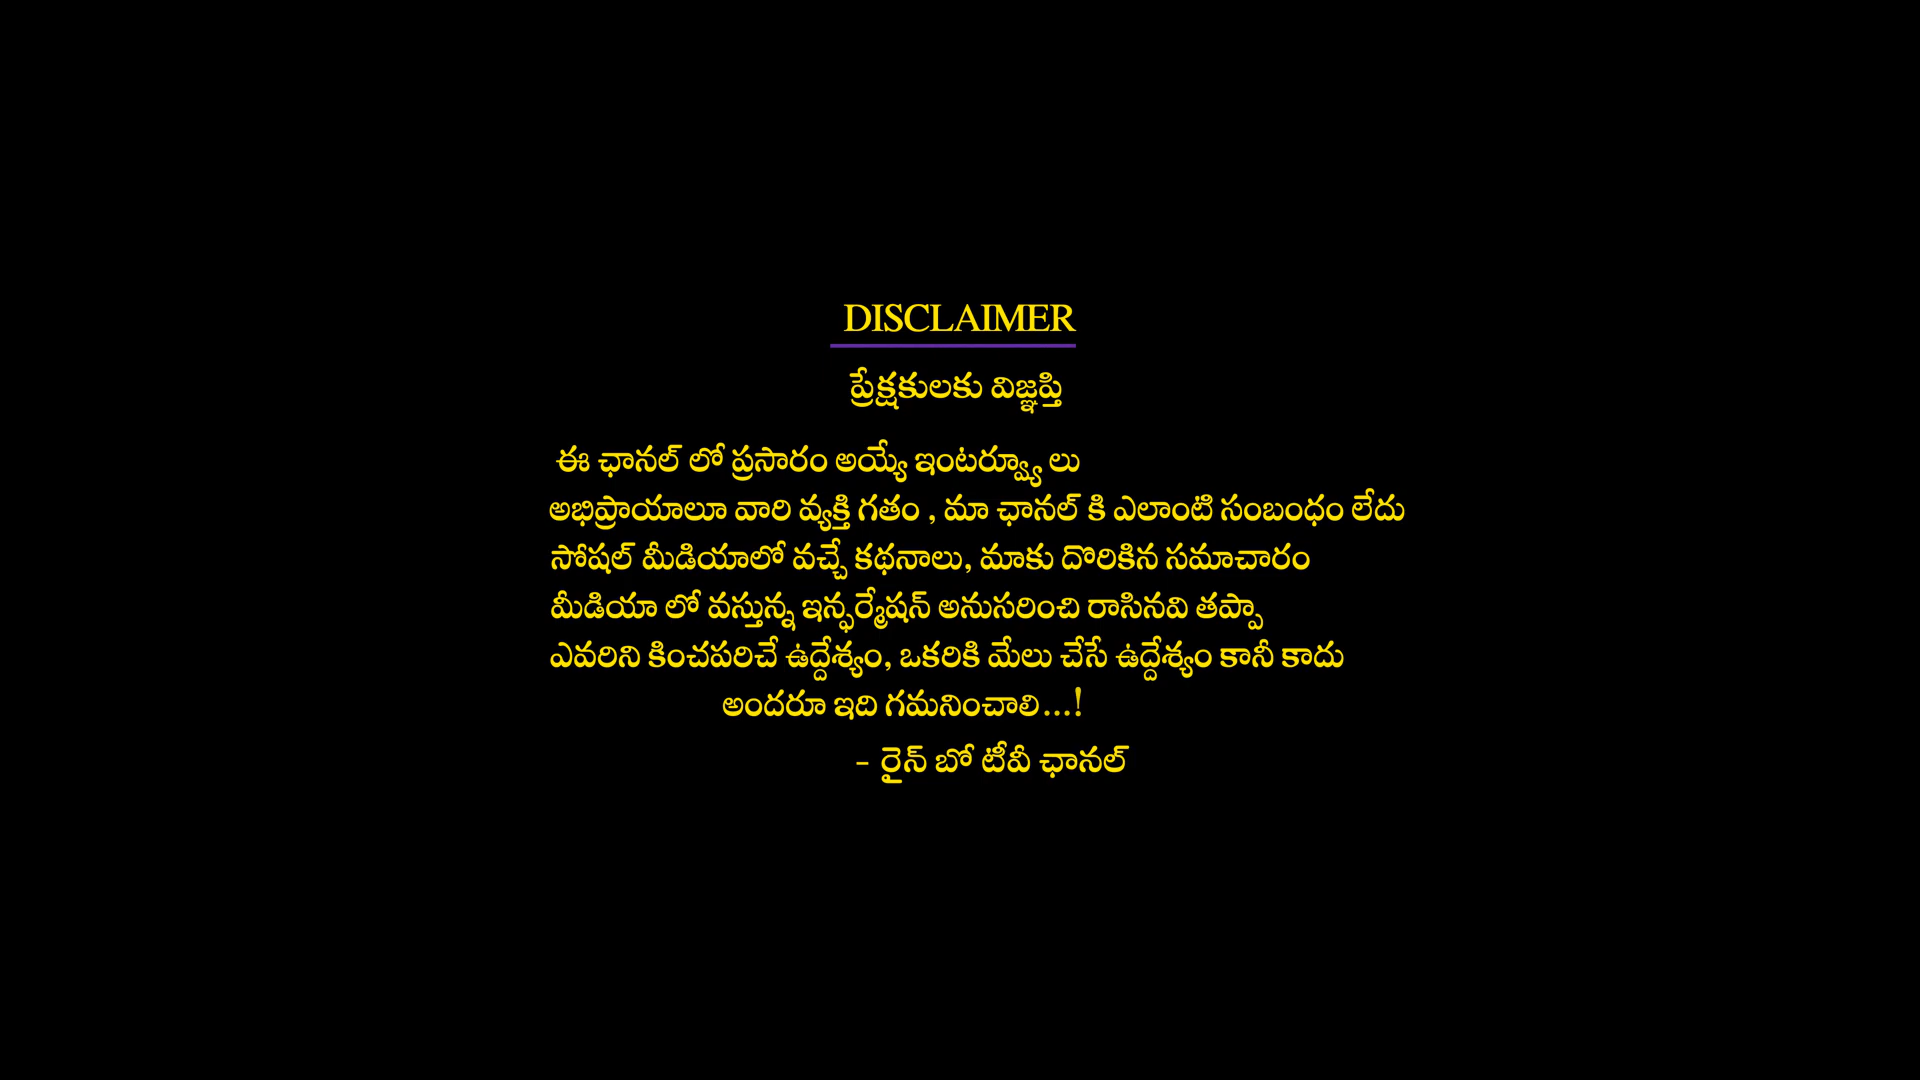 DISCLAIMER
ప్రేక్షకులకు విజ్ఞప్తి
ఈ ఛానల్ లో ప్రసారం అయ్యే ఇంటర్వ్యూ లు
అభిప్రాయాలూ వారి వ్యక్తి గతం , మా ఛానల్ కి ఎలాంటి సంబంధం లేదు
సోషల్ మీడియాలో వచ్చే కథనాలు, మాకు దొరికిన సమాచారం
మీడియా లో వస్తున్న ఇన్ఫర్మేషన్ అనుసరించి రాసినవి తప్పా
ఎవరిని కించపరిచే ఉద్దేశ్యం, ఒకరికి మేలు చేసే ఉద్దేశ్యం కానీ కాదు
అందరూ ఇది గమనించాలి...!
- రైన్ బో టీవీ ఛానల్